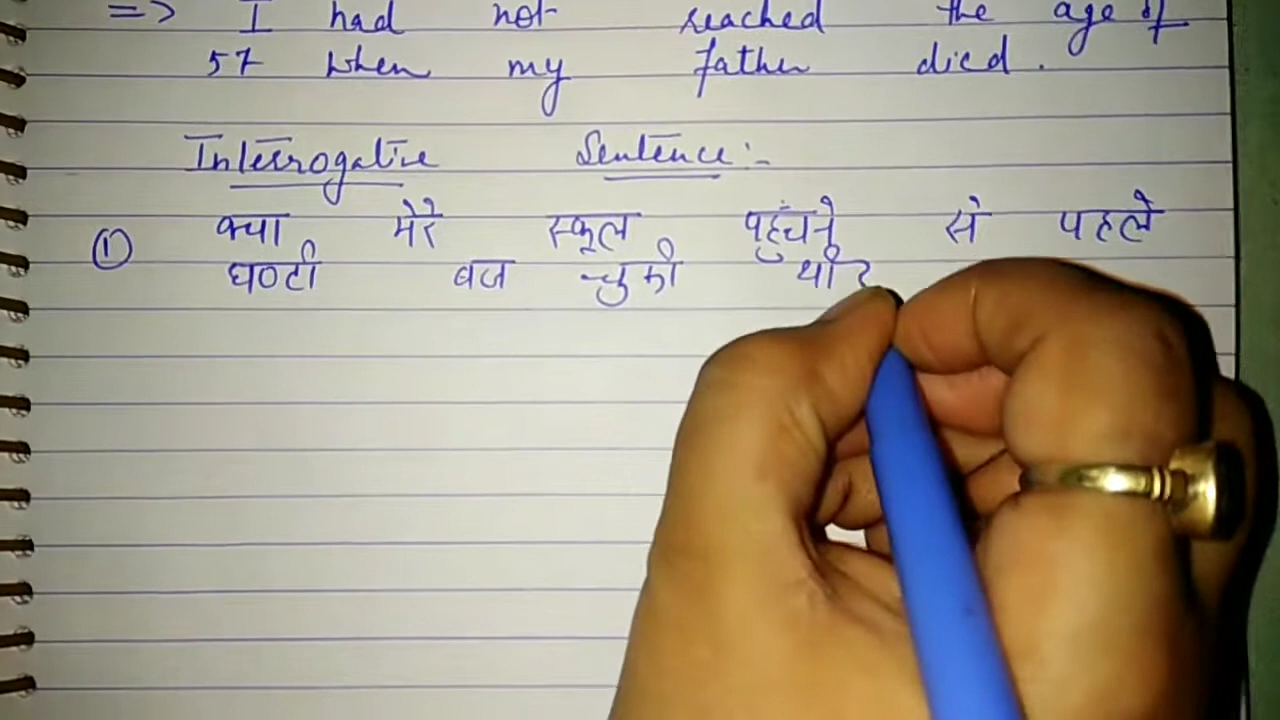 => I had not reached the age of
57 when my father died.
Interrogative Sentence:-
① क्या मेरे स्कूल पहुंचने से पहले
घण्टी बज चुकी थी?